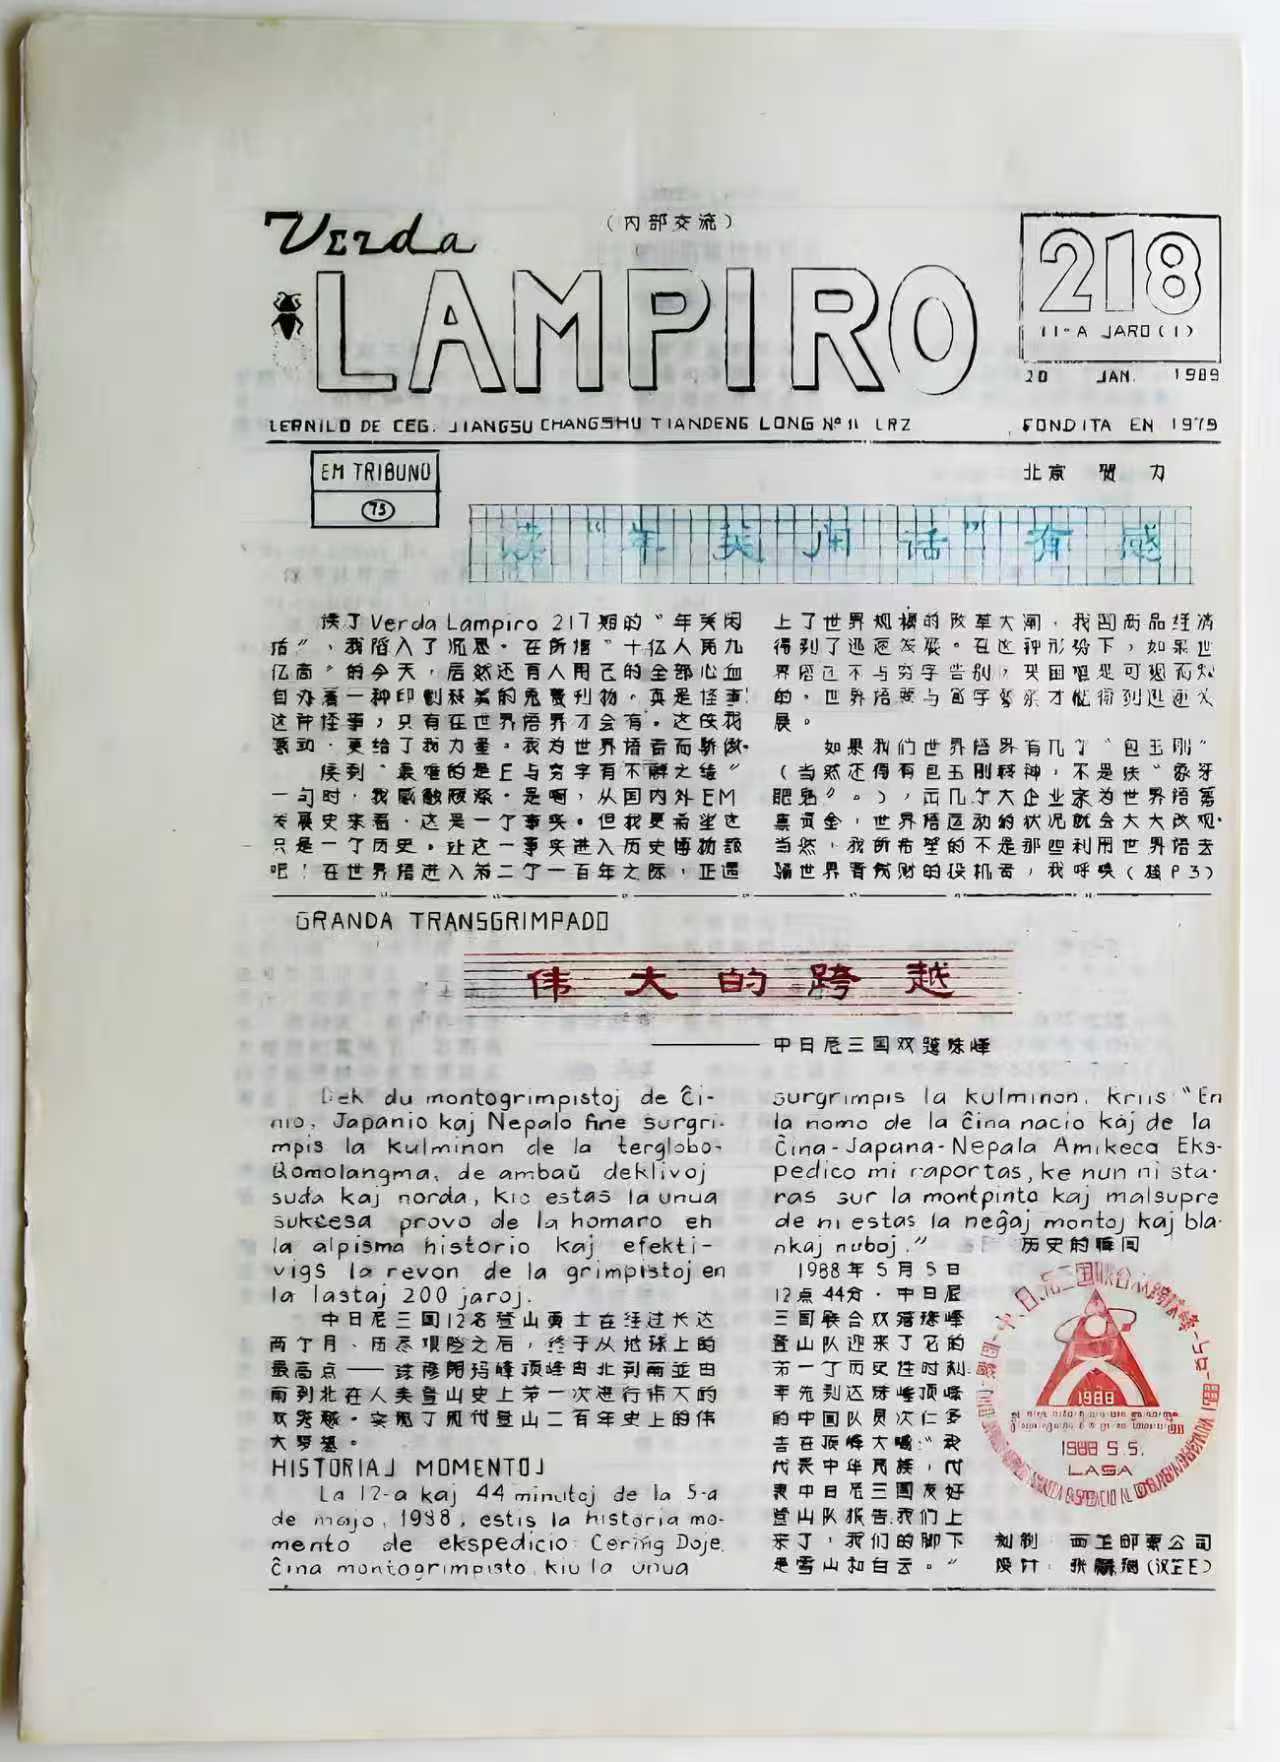 Verda
（内部交流）
LAMPIRO
218
11-A JARO(1)
20 JAN. 1989
LERNILO DE CEG. JIANGSU CHANGSHU TIANDENG LONG Nº 11 LRZ
FONDITA EN 1979
EM TRIBUNO
75
北京 贺力
读“年关闲话”有感
读了Verda Lampiro 217期的“年关闲
话”，我陷入了沉思。在所谓“十亿人民九
亿商”的今天，居然还有人用己的全部心血
自办着一种印刷精美的免费刊物，真是怪事！
这种怪事，只有在世界语界才会有。这使我
激动，更给了我力量。我为世界语者而骄傲。
读到“最难的是E与穷字有不解之缘”
一句时，我感触颇深。是啊，从国内外EM
发展史来看，这是一个事实。但我更希望这
只是一个历史。让这一事实进入历史博物馆
吧！在世界语进入第二个一百年之际，正遇
上了世界规模的改革大潮，我国商品经济
得到了迅速发展。在这种形势下，如果世
界语还不与穷字告别，
的，世界语要与富字
展。
如果我们世界语界有几个“包玉刚”
（当然还得有包玉刚精神，不是块“象牙
肥皂”。），由几个大企业家为世界语筹
集资金，世界语运动的状况就会大大改观。
当然，我所希望的不是那些利用世界语去
骗世界语者钱财的投机者，我呼唤（接P3）
GRANDA TRANSGRIMPADO
伟大的跨越
——中日尼三国双跨珠峰
Dek du montogrimpistoj de Ĉi-
nio, Japanio kaj Nepalo fine surgri-
mpis la kulminon de la terglobo-
Qomolangma, de ambaŭ deklivoj
suda kaj norda, kio estas la unua
sukcesa provo de la homaro en
la alpisma historio kaj efekti-
vigs la revon de la grimpistoj en
la lastaj 200 jaroj.
中日尼三国12名登山勇士在经过长达
两个月、历尽艰险之后，终于从地球上的
最高点——珠穆朗玛峰顶峰自北到南並由
南到北在人类登山史上第一次进行伟大的
双跨越。实现了现代登山二百年史上的伟
大梦想。
HISTORIAJ MOMENTOJ
La 12-a kaj 44 minutoj de la 5-a
de majo, 1988, estis la historia mo-
mento de ekspedicio. Cering Doje,
Ĉina montogrimpisto, kiu la unua
surgrimpis la kulminon, kriis: “En
la nomo de la ĉina nacio kaj de la
Ĉina-Japana-Nepala Amikeca Eks-
pedico mi raportas, ke nun ni sta-
ras sur la montpinto kaj malsupre
de ni estas la neĝaj montoj kaj bla-
nkaj nuboj.”
历史的瞬间
1988年5月5日
12点44分，中日尼
三国联合双跨珠峰
登山队迎来了它的
第一个历史性时刻
率先到达珠峰顶峰
的中国队员次仁多
吉在顶峰大喊：“我
代表中华民族，代
表中日尼三国友好
登山队报告，我们上
来了，我们的脚下
是雪山和白云。”
1988
1988 5.5.
LASA
刻制：西兰邮票公司
设计：